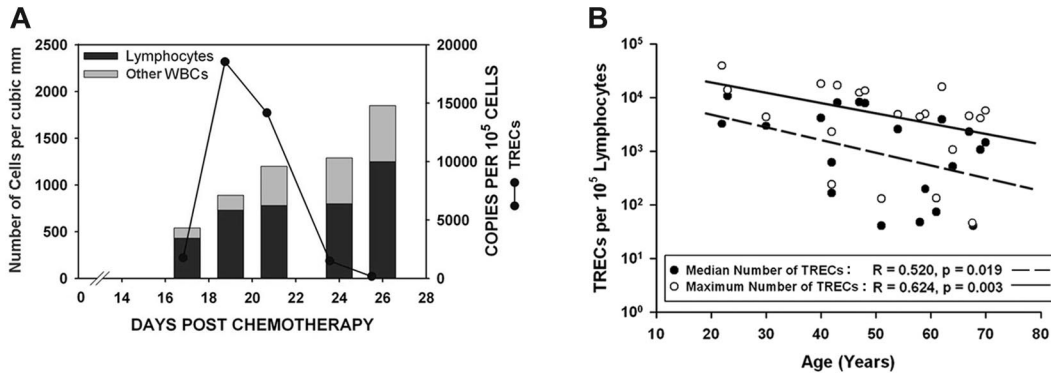 A
Number of Cells per cubic mm
2500
2000
1500
1000
500
0
Lymphocytes
Other WBCs
20000
15000
10000
5000
0
COPIES PER 10⁵ CELLS
TRECs
0 14 16 18 20 22 24 26 28
DAYS POST CHEMOTHERAPY
B
TRECs per 10⁵ Lymphocytes
10⁵
10⁴
10³
10²
10¹
10⁰
Median Number of TRECs : R = 0.520, p = 0.019
Maximum Number of TRECs: R = 0.624, p = 0.003
10 20 30 40 50 60 70 80
Age (Years)